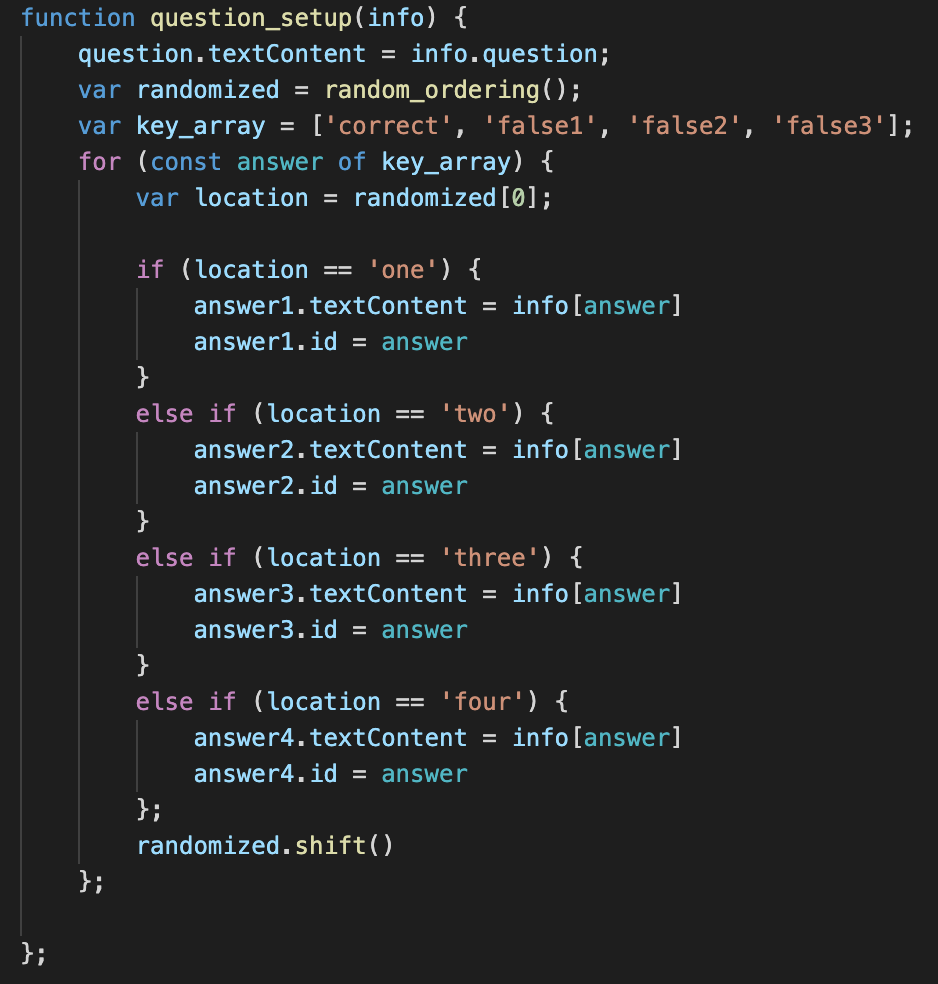 function question_setup(info) {
    question.textContent = info.question;
    var randomized = random_ordering();
    var key_array = ['correct', 'false1', 'false2', 'false3'];
    for (const answer of key_array) {
        var location = randomized[0];

        if (location == 'one') {
            answer1.textContent = info[answer]
            answer1.id = answer
        }
        else if (location == 'two') {
            answer2.textContent = info[answer]
            answer2.id = answer
        }
        else if (location == 'three') {
            answer3.textContent = info[answer]
            answer3.id = answer
        }
        else if (location == 'four') {
            answer4.textContent = info[answer]
            answer4.id = answer
        };
        randomized.shift()
    };

};